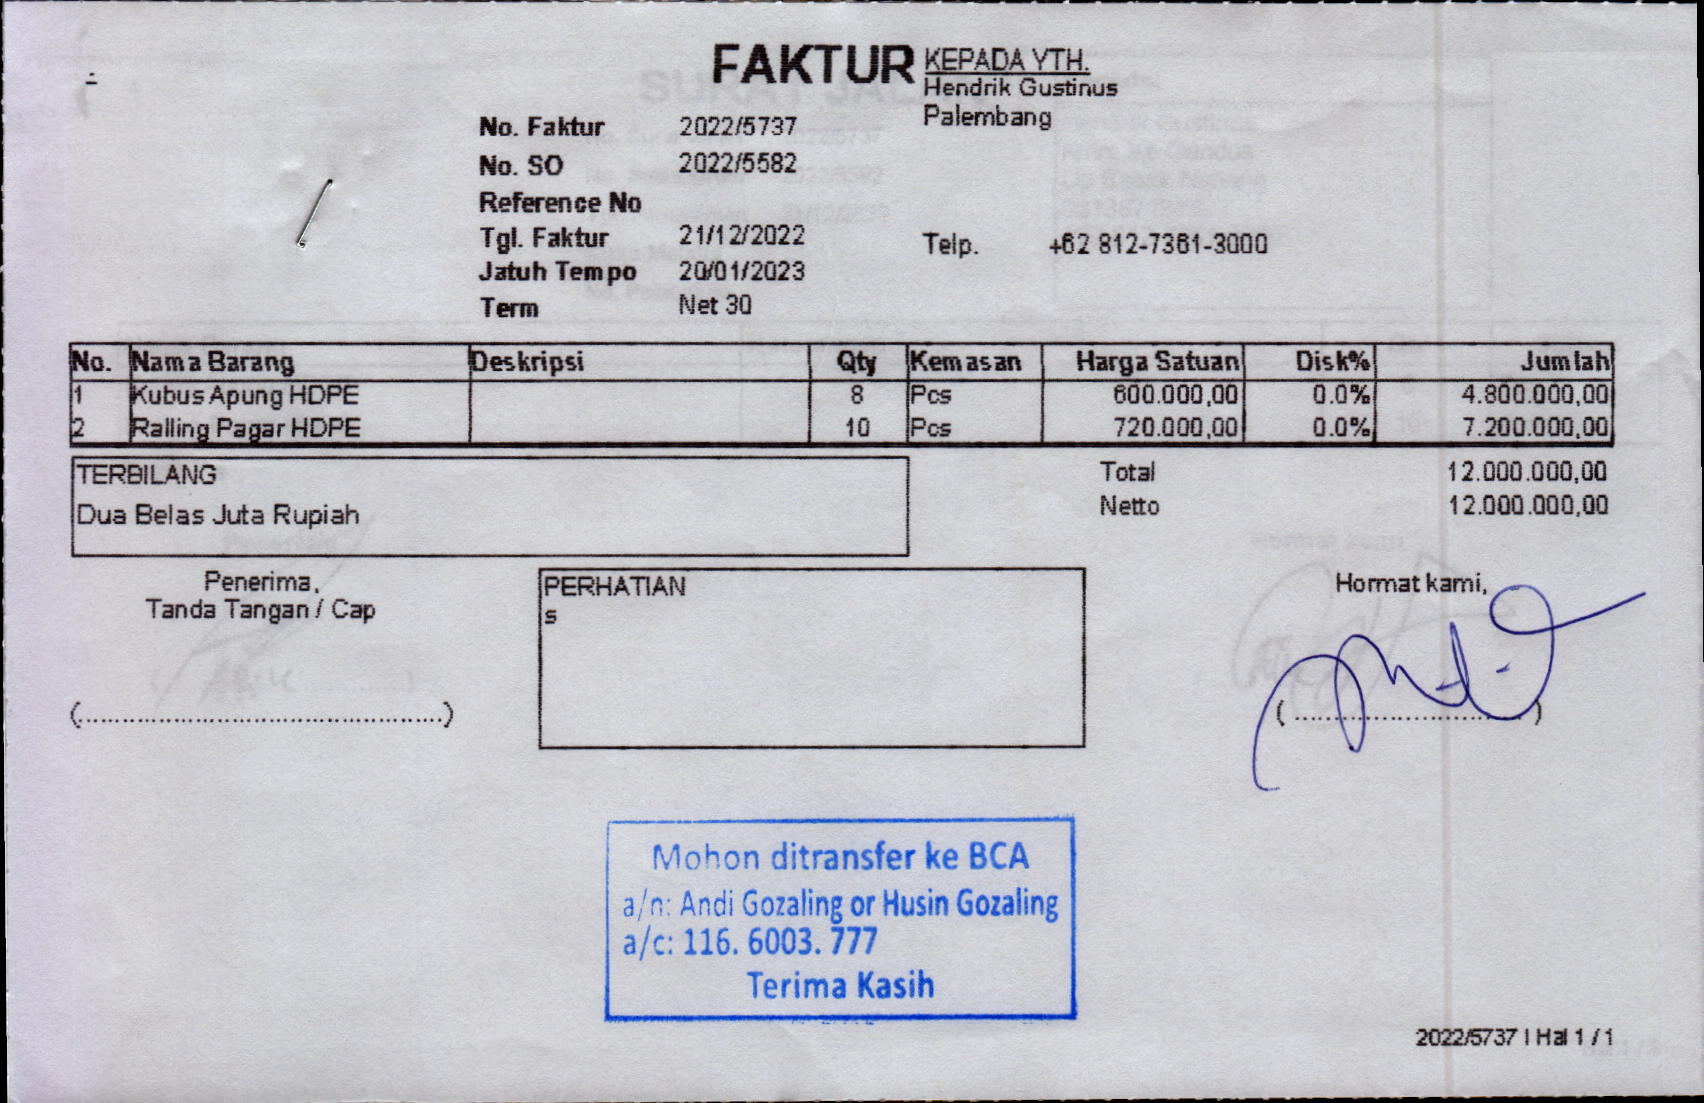 FAKTUR
KEPADA YTH.
Hendrik Gustinus
Palembang
No. Faktur 2022/5737
No. SO 2022/5582
Reference No
Tgl. Faktur 21/12/2022
Telp. +62 812-7361-3000
Jatuh Tempo 20/01/2023
Term Net 30
No. Nama Barang Deskripsi Qty Kemasan Harga Satuan Disk% Jumlah
1 Kubus Apung HDPE 8 Pcs 600.000,00 0.0% 4.800.000,00
2 Ralling Pagar HDPE 10 Pcs 720.000,00 0.0% 7.200.000,00
TERBILANG
Dua Belas Juta Rupiah
Total 12.000.000,00
Netto 12.000.000,00
Penerima,
Tanda Tangan / Cap
(..............................................)
PERHATIAN
s
Hormat kami,
(..............................)
Mohon ditransfer ke BCA
a/n: Andi Gozaling or Husin Gozaling
a/c: 116. 6003. 777
Terima Kasih
2022/5737 I Hal 1 / 1